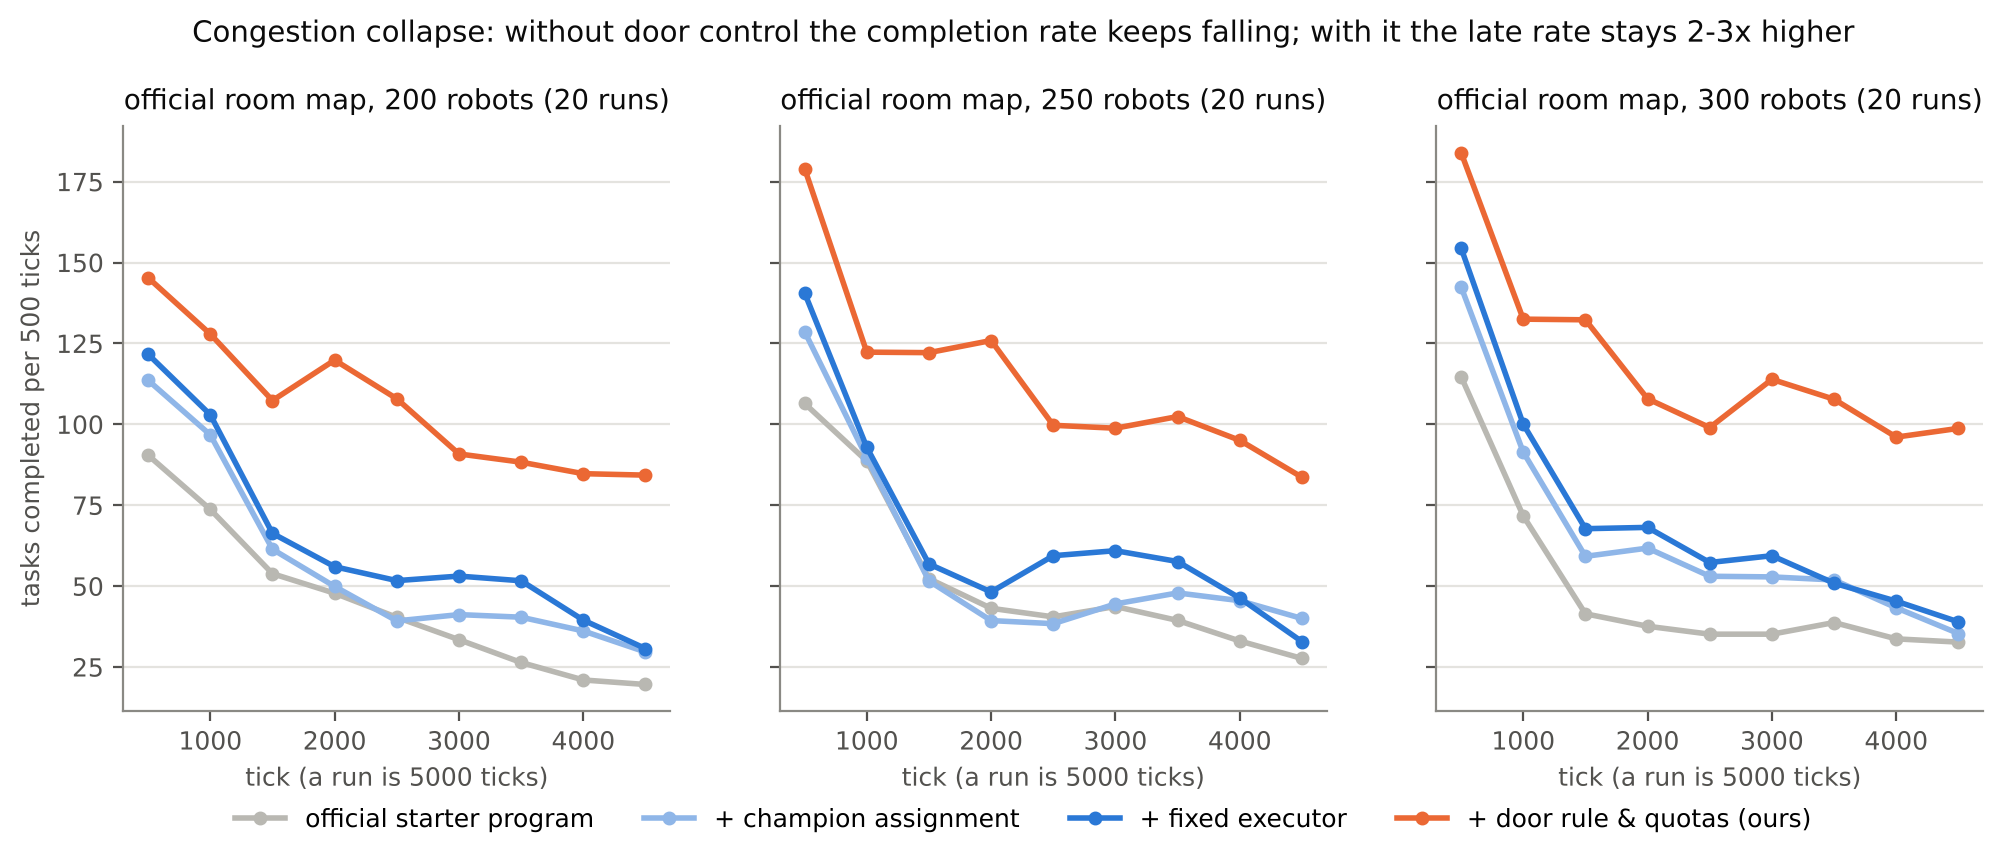 Congestion collapse: without door control the completion rate keeps falling; with it the late rate stays 2-3x higher
official room map, 200 robots (20 runs)
official room map, 250 robots (20 runs)
official room map, 300 robots (20 runs)
tasks completed per 500 ticks
175
150
125
100
75
50
25
1000 2000 3000 4000
1000 2000 3000 4000
1000 2000 3000 4000
tick (a run is 5000 ticks)
tick (a run is 5000 ticks)
tick (a run is 5000 ticks)
official starter program
+ champion assignment
+ fixed executor
+ door rule & quotas (ours)